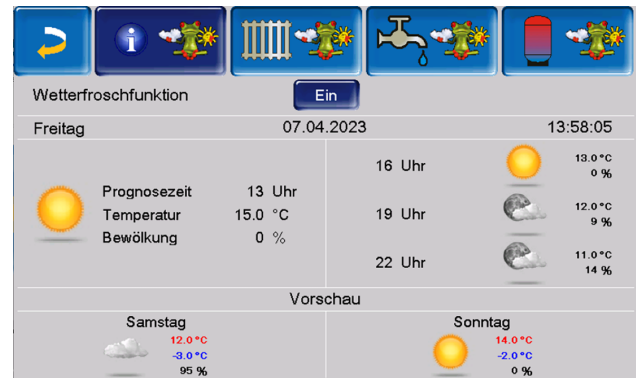 i
Wetterfroschfunktion Ein
Freitag 07.04.2023 13:58:05
Prognosezeit 13 Uhr
Temperatur 15.0 °C
Bewölkung 0 %
16 Uhr 13.0°C
0 %
19 Uhr 12.0°C
9 %
22 Uhr 11.0°C
14 %
Vorschau
Samstag
12.0°C
-3.0°C
95 %
Sonntag
14.0°C
-2.0°C
0 %